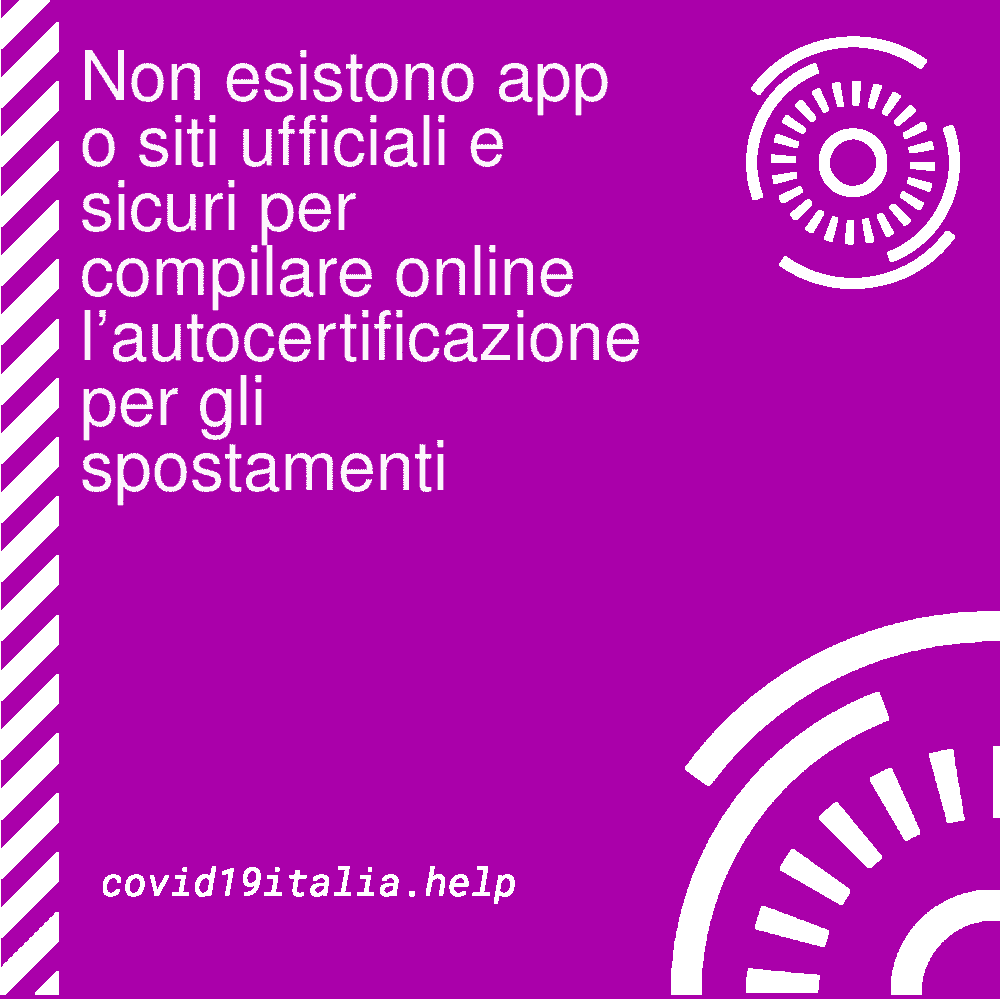 Non esistono app
o siti ufficiali e
sicuri per
compilare online
l’autocertificazione
per gli
spostamenti
covid19italia.help